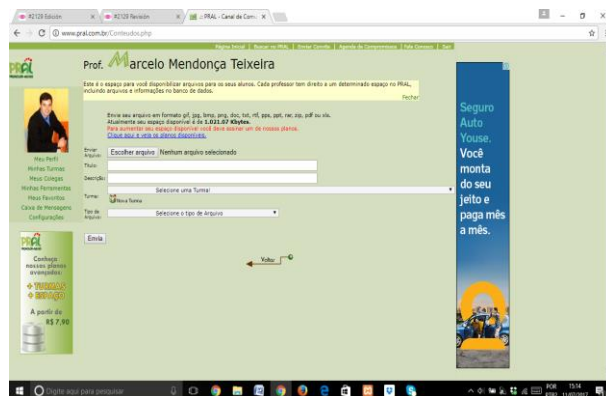 #2128 Edición
#2128 Revisión
.: PRAL - Canal de Com
www.pral.com.br/Conteudos.php
Página Inicial | Buscar no PRAL | Enviar Convite | Agenda de Compromissos | Fale Conosco | Sair
PRÁL
Prof. Marcelo Mendonça Teixeira
Este é o espaço para você disponibilizar arquivos para os seus alunos. Cada professor tem direito a um determinado espaço no PRAL,
incluindo arquivos e informações no banco de dados.
Fechar
Envie seu arquivo em formato gif, jpg, bmp, png, doc, txt, rtf, pps, ppt, rar, zip, pdf ou xls.
Atualmente seu espaço disponível é de 1.021.07 Kbytes.
Para aumentar seu espaço disponível você deve assinar um de nossos planos.
Clique aqui e veja os planos disponíveis.
Enviar Arquivo:
Escolher arquivo Nenhum arquivo selecionado
Título:
Descrição:
Turma:
Selecione uma Turma!
Nova Turma
Tipo de Arquivo:
Selecione o tipo de Arquivo
Envia
Voltar
Meu Perfil
Minhas Turmas
Meus Colegas
Minhas Ferramentas
Meus Favoritos
Caixa de Mensagens
Configurações
PRÁL
Conheça
nossos planos
avançados:
+ TURMAS
+ ESPAÇO
A partir de
R$ 7,90
Seguro
Auto
Youse.
Você
monta
do seu
jeito e
paga mês
a mês.
Digite aqui para pesquisar
POR
PTB2
15:14
11/07/2017